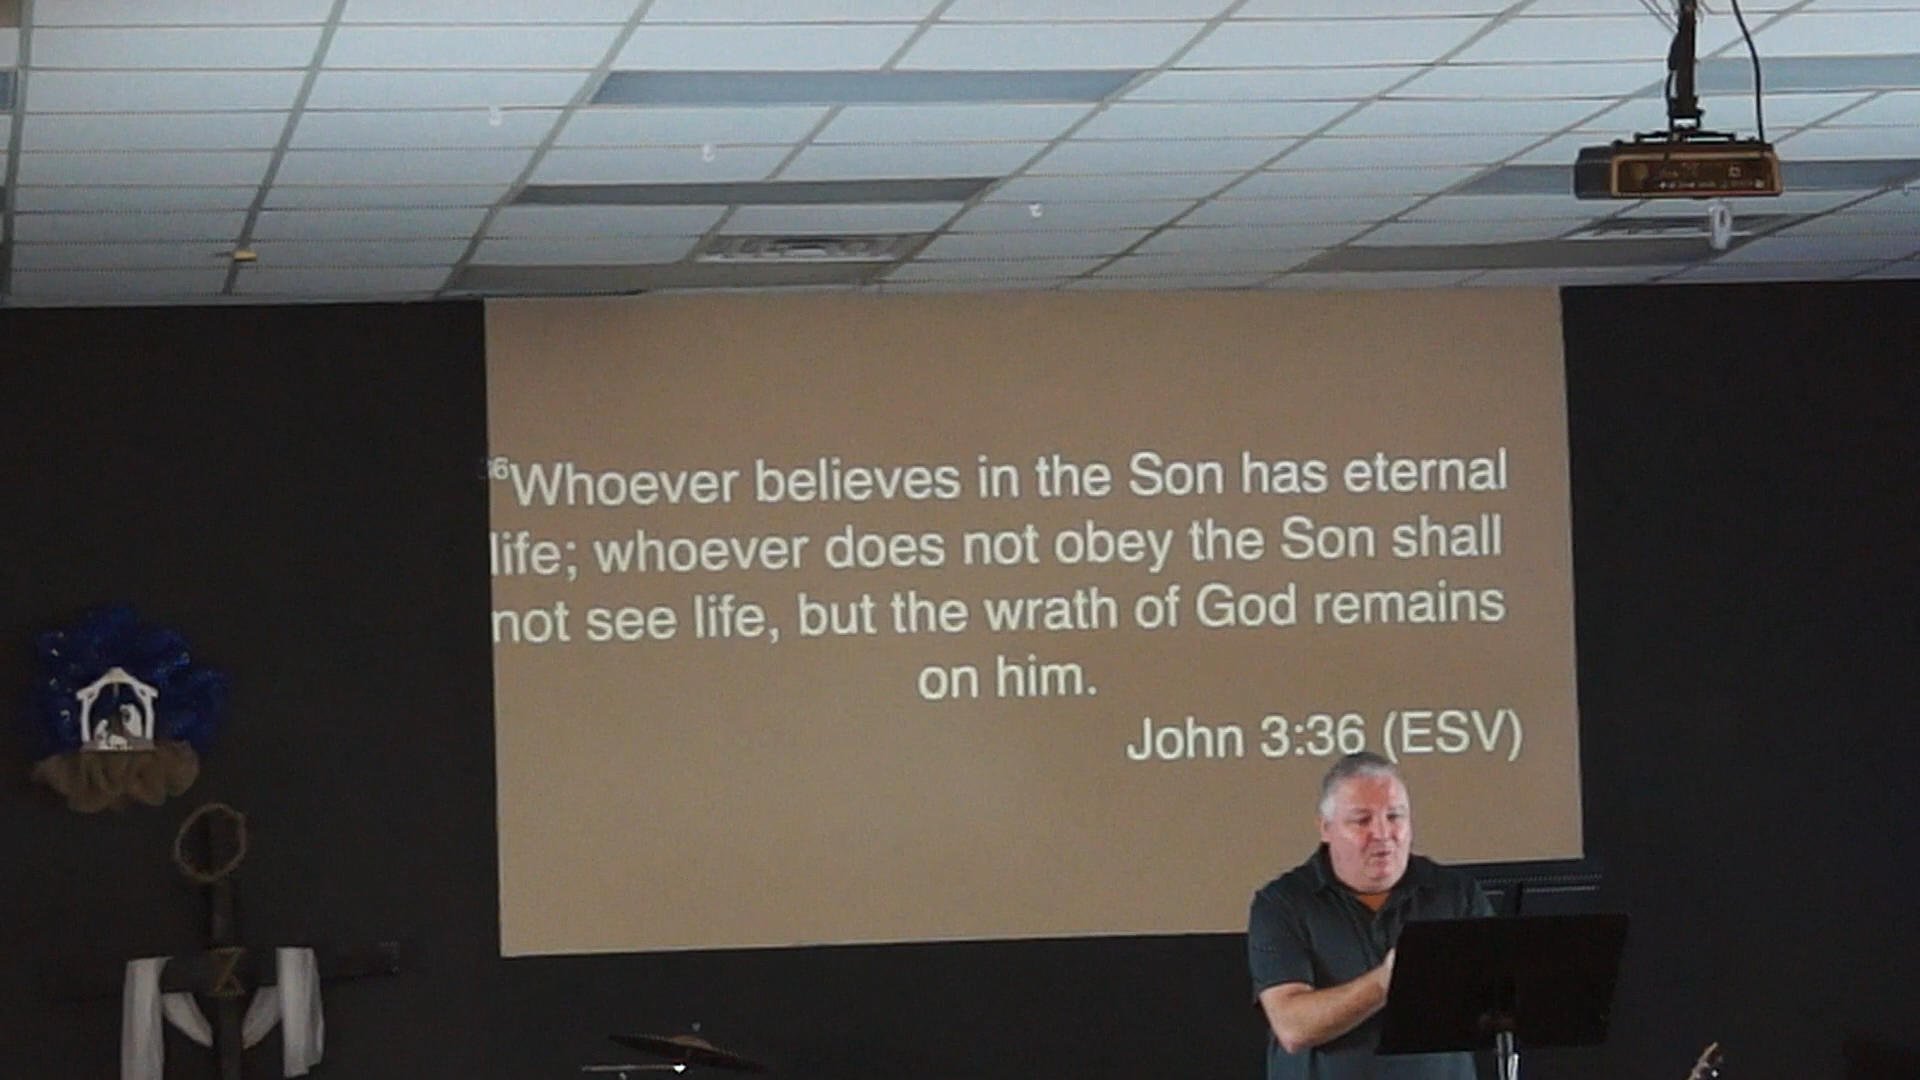 36Whoever believes in the Son has eternal
life; whoever does not obey the Son shall
not see life, but the wrath of God remains
on him.
John 3:36 (ESV)